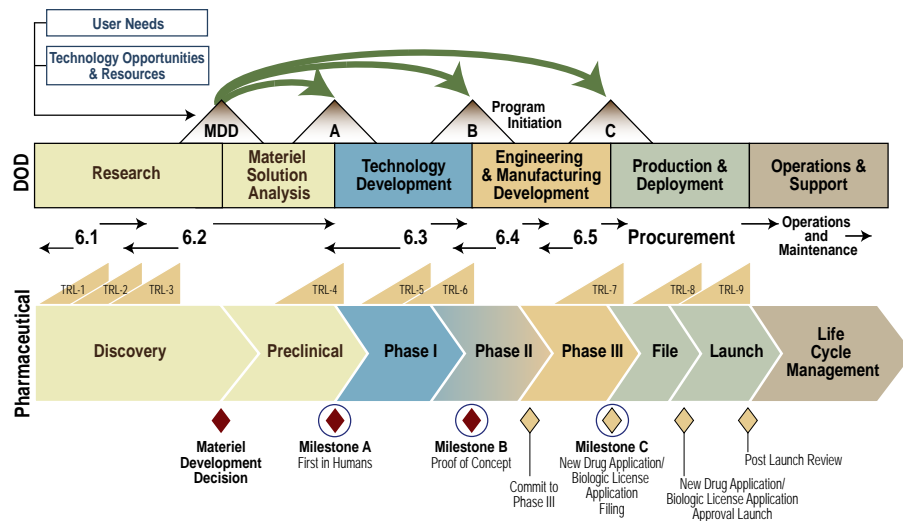 User Needs
Technology Opportunities
& Resources
MDD
A
B
Program
Initiation
C
DOD
Research
Materiel
Solution
Analysis
Technology
Development
Engineering
& Manufacturing
Development
Production &
Deployment
Operations &
Support
6.1
6.2
6.3
6.4
6.5
Procurement
Operations
and
Maintenance
TRL-1
TRL-2
TRL-3
TRL-4
TRL-5
TRL-6
TRL-7
TRL-8
TRL-9
Pharmaceutical
Discovery
Preclinical
Phase I
Phase II
Phase III
File
Launch
Life
Cycle
Management
Materiel
Development
Decision
Milestone A
First in Humans
Milestone B
Proof of Concept
Commit to
Phase III
Milestone C
New Drug Application/
Biologic License
Application
Filing
New Drug Application/
Biologic License Application
Approval Launch
Post Launch Review